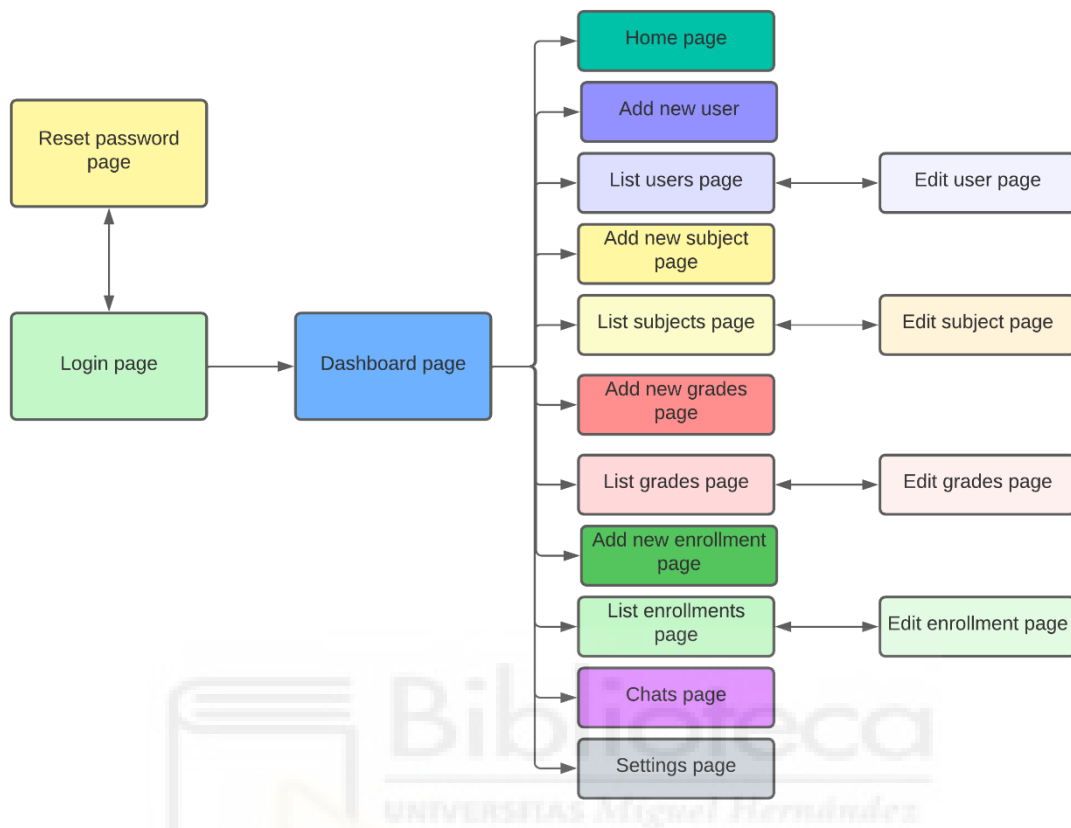 Home page
Add new user
Reset password
page
List users page
Edit user page
Add new subject
page
List subjects page
Edit subject page
Login page
Dashboard page
Add new grades
page
List grades page
Edit grades page
Add new enrollment
page
List enrollments
page
Edit enrollment page
Chats page
Settings page
Biblioteca
UNIVERSITAS Miguel Hernández